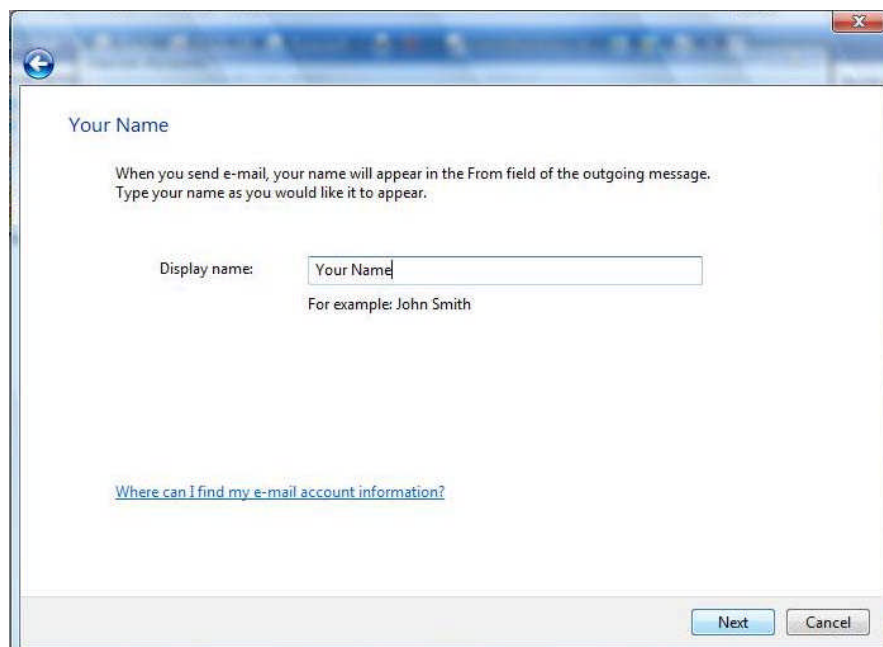 Your Name
When you send e-mail, your name will appear in the From field of the outgoing message.
Type your name as you would like it to appear.
Display name: Your Name
For example: John Smith
Where can I find my e-mail account information?
Next Cancel